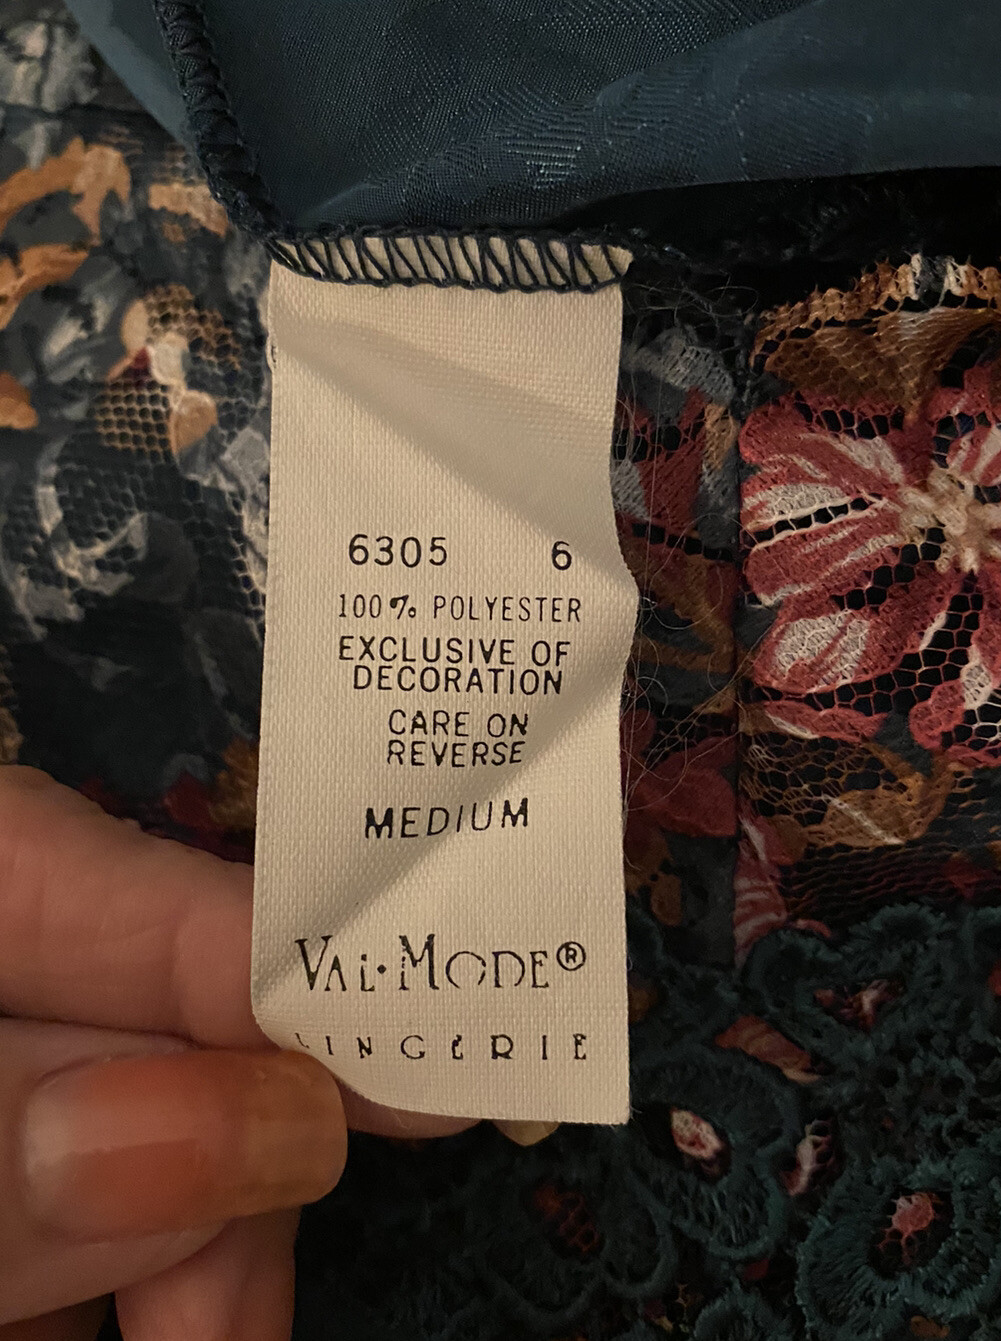 6305 6
100% POLYESTER
EXCLUSIVE OF
DECORATION
CARE ON
REVERSE
MEDIUM
VAL·MODE®
LINGERIE